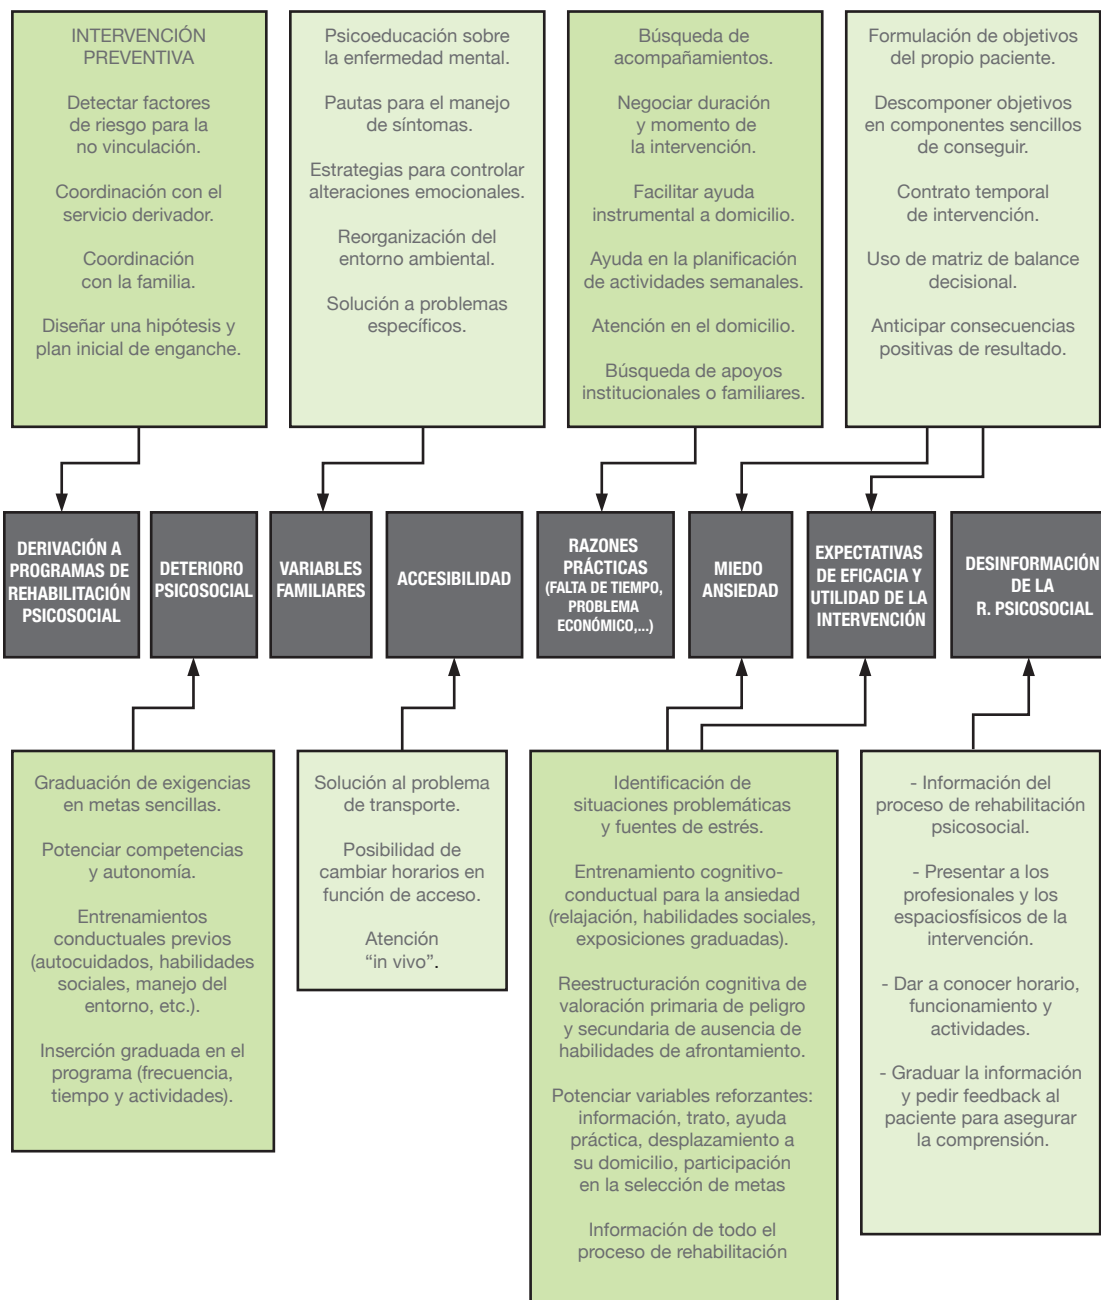 INTERVENCIÓN
PREVENTIVA
Detectar factores
de riesgo para la
no vinculación.
Coordinación con el
servicio derivador.
Coordinación
con la familia.
Diseñar una hipótesis y
plan inicial de enganche.
Psicoeducación sobre
la enfermedad mental.
Pautas para el manejo
de síntomas.
Estrategias para controlar
alteraciones emocionales.
Reorganización del
entorno ambiental.
Solución a problemas
específicos.
Búsqueda de
acompañamientos.
Negociar duración
y momento de
la intervención.
Facilitar ayuda
instrumental a domicilio.
Ayuda en la planificación
de actividades semanales.
Atención en el domicilio.
Búsqueda de apoyos
institucionales o familiares.
Formulación de objetivos
del propio paciente.
Descomponer objetivos
en componentes sencillos
de conseguir.
Contrato temporal
de intervención.
Uso de matriz de balance
decisional.
Anticipar consecuencias
positivas de resultado.
DERIVACIÓN A
PROGRAMAS DE
REHABILITACIÓN
PSICOSOCIAL
DETERIORO
PSICOSOCIAL
VARIABLES
FAMILIARES
ACCESIBILIDAD
RAZONES
PRÁCTICAS
(FALTA DE TIEMPO,
PROBLEMA
ECONÓMICO,...)
MIEDO
ANSIEDAD
EXPECTATIVAS
DE EFICACIA Y
UTILIDAD DE LA
INTERVENCIÓN
DESINFORMACIÓN
DE LA
R. PSICOSOCIAL
Graduación de exigencias
en metas sencillas.
Potenciar competencias
y autonomía.
Entrenamientos
conductuales previos
(autocuidados, habilidades
sociales, manejo del
entorno, etc.).
Inserción graduada en el
programa (frecuencia,
tiempo y actividades).
Solución al problema
de transporte.
Posibilidad de
cambiar horarios en
función de acceso.
Atención
“in vivo”.
Identificación de
situaciones problemáticas
y fuentes de estrés.
Entrenamiento cognitivo-
conductual para la ansiedad
(relajación, habilidades sociales,
exposiciones graduadas).
Reestructuración cognitiva de
valoración primaria de peligro
y secundaria de ausencia de
habilidades de afrontamiento.
Potenciar variables reforzantes:
información, trato, ayuda
práctica, desplazamiento a
su domicilio, participación
en la selección de metas
Información de todo el
proceso de rehabilitación
- Información del
proceso de rehabilitación
psicosocial.
- Presentar a los
profesionales y los
espaciosfísicos de la
intervención.
- Dar a conocer horario,
funcionamiento y
actividades.
- Graduar la información
y pedir feedback al
paciente para asegurar
la comprensión.